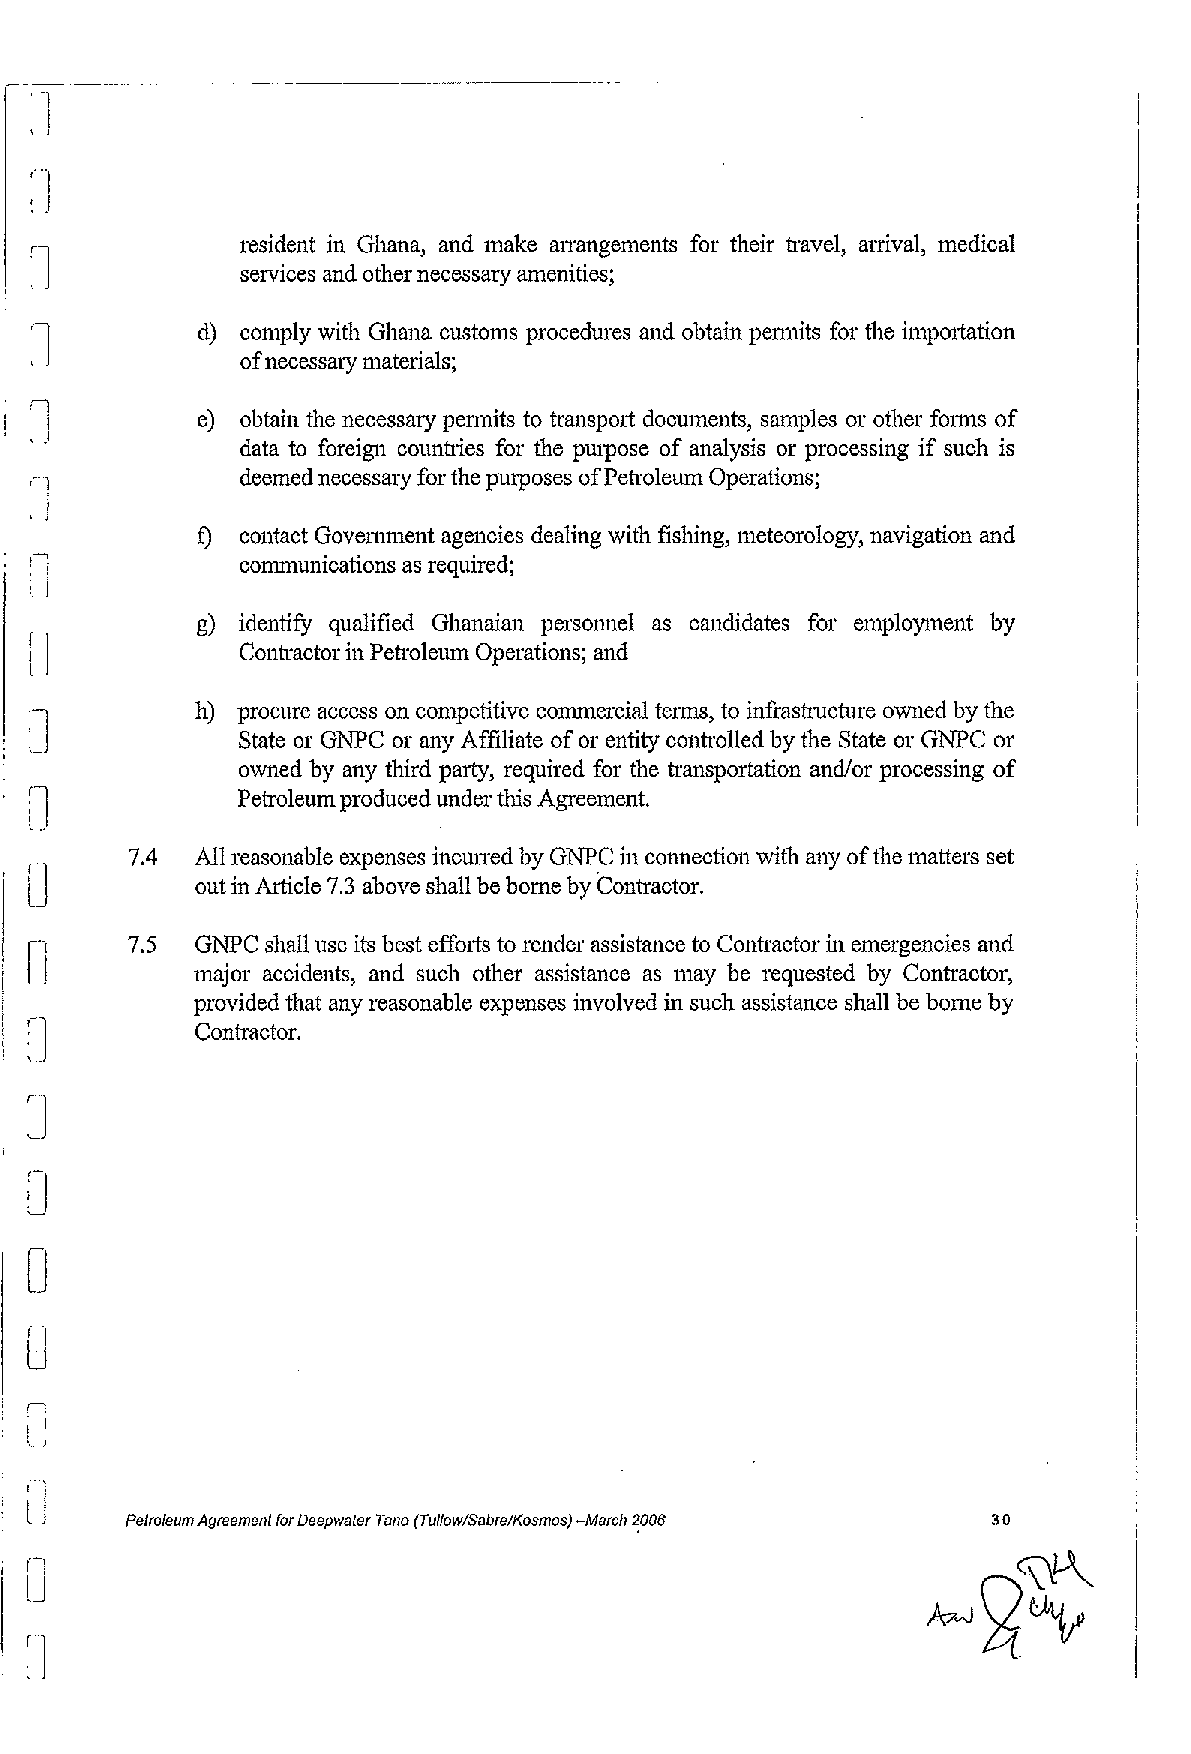 resident in Ghana, and make arrangements for their travel, arrival, medical
services and other necessary amenities;
d) comply with Ghana customs procedures and obtain permits for the importation
of necessary materials;
e) obtain the necessary permits to transport documents, samples or other forms of
data to foreign countries for the purpose of analysis or processing if such is
deemed necessary for the purposes of Petroleum Operations;
f) contact Government agencies dealing with fishing, meteorology, navigation and
communications as required;
g) identify qualified Ghanaian personnel as candidates for employment by
Contractor in Petroleum Operations; and
h) procure access on competitive commercial terms, to infrastructure owned by the
State or GNPC or any Affiliate of or entity controlled by the State or GNPC or
owned by any third party, required for the transportation and/or processing of
Petroleum produced under this Agreement.
7.4 All reasonable expenses incurred by GNPC in connection with any of the matters set
out in Article 7.3 above shall be borne by Contractor.
7.5 GNPC shall use its best efforts to render assistance to Contractor in emergencies and
major accidents, and such other assistance as may be requested by Contractor,
provided that any reasonable expenses involved in such assistance shall be borne by
Contractor.
Petroleum Agreement for Deepwater Tano (Tullow/Sabre/Kosmos) –March 2006 30